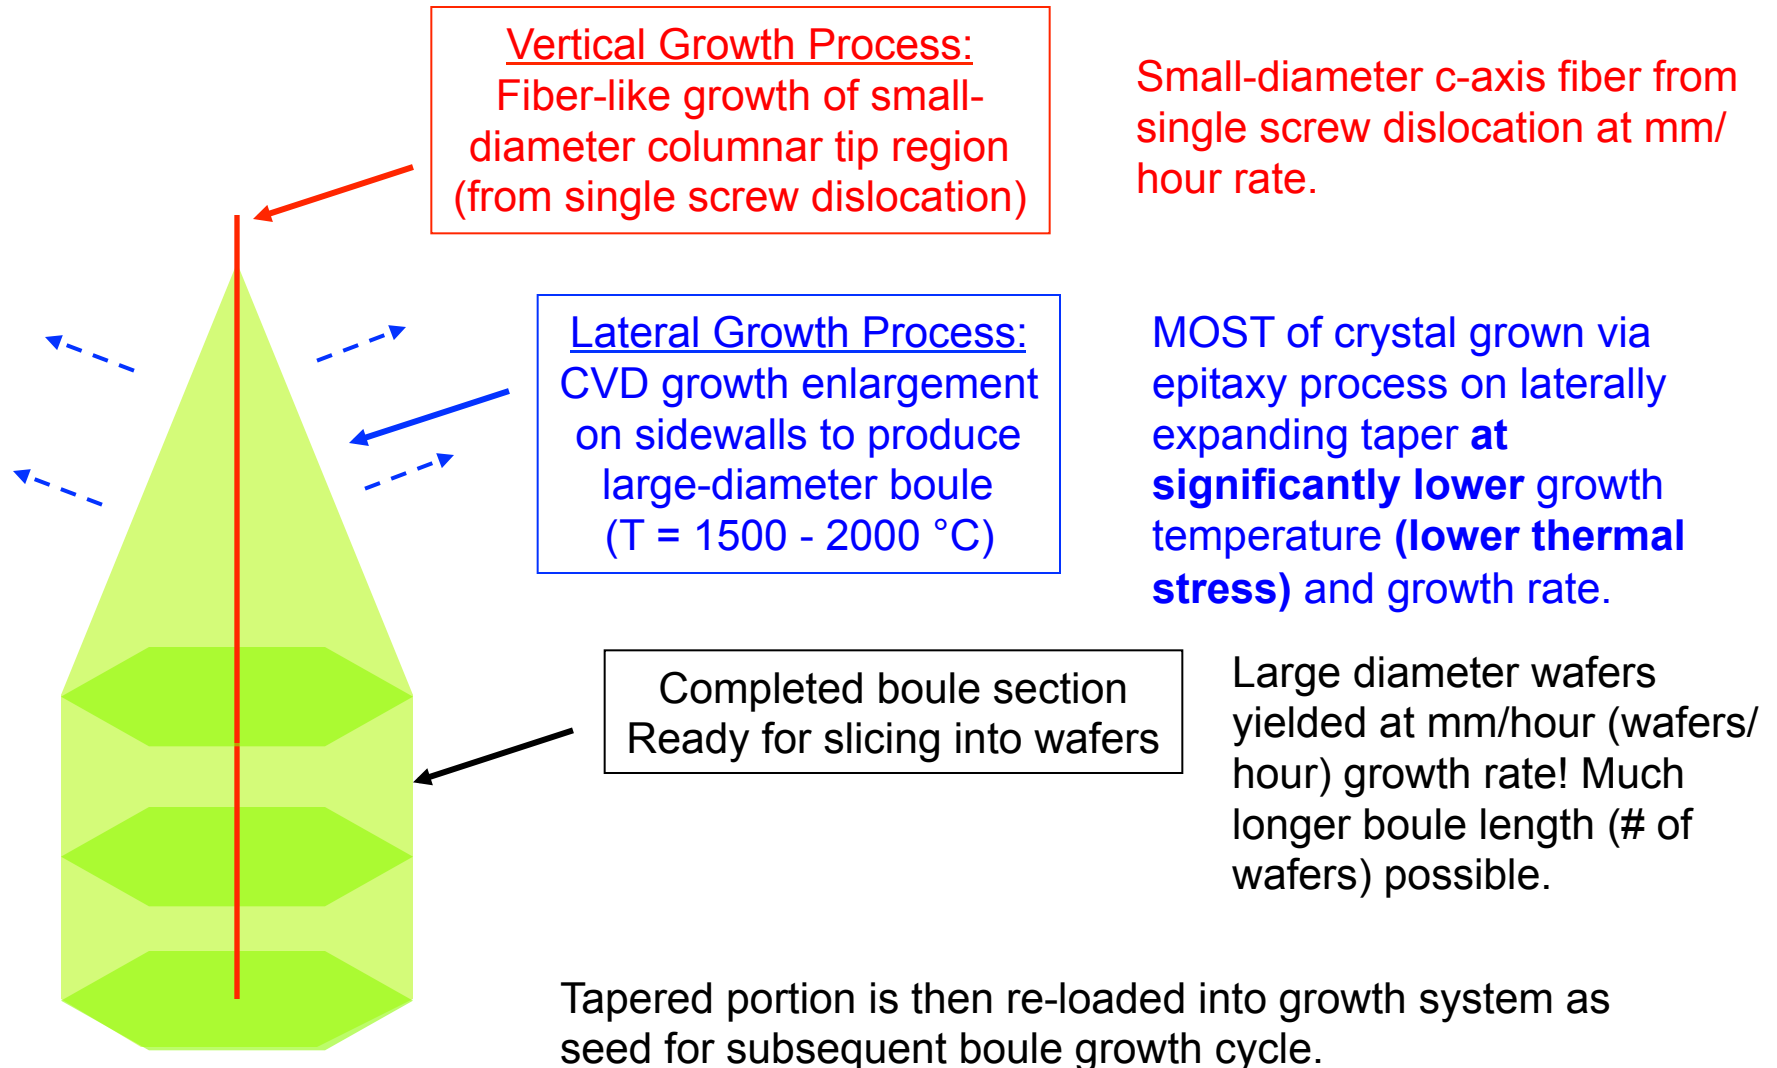 Vertical Growth Process:
Fiber-like growth of small-
diameter columnar tip region
(from single screw dislocation)
Small-diameter c-axis fiber from
single screw dislocation at mm/
hour rate.
Lateral Growth Process:
CVD growth enlargement
on sidewalls to produce
large-diameter boule
(T = 1500 - 2000 °C)
MOST of crystal grown via
epitaxy process on laterally
expanding taper at
significantly lower growth
temperature (lower thermal
stress) and growth rate.
Completed boule section
Ready for slicing into wafers
Large diameter wafers
yielded at mm/hour (wafers/
hour) growth rate! Much
longer boule length (# of
wafers) possible.
Tapered portion is then re-loaded into growth system as
seed for subsequent boule growth cycle.